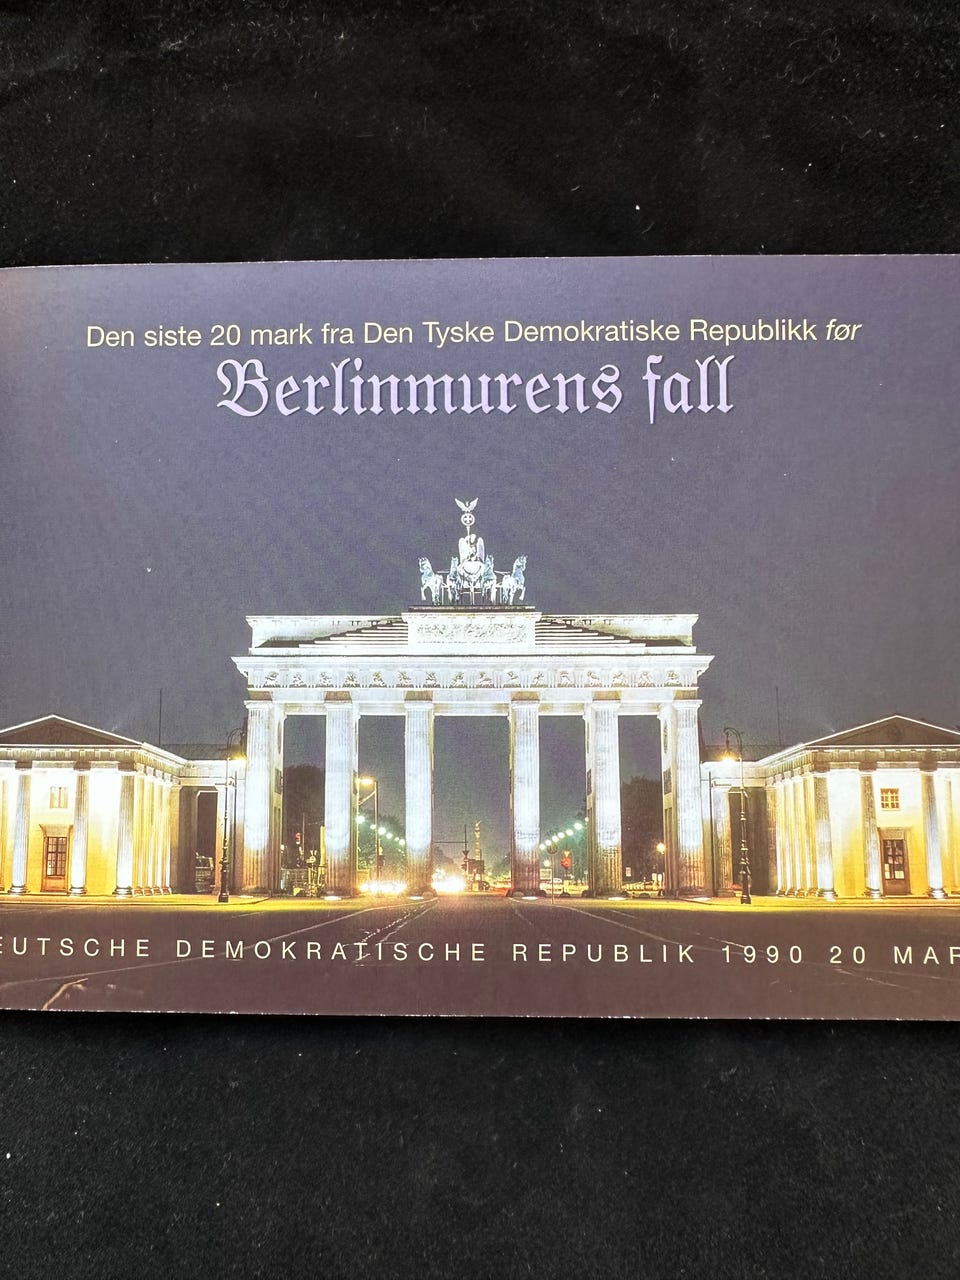 Den siste 20 mark fra Den Tyske Demokratiske Republikk før
Berlinmurens fall
EUTSCHE DEMOKRATISCHE REPUBLIK 1990 20 MAR